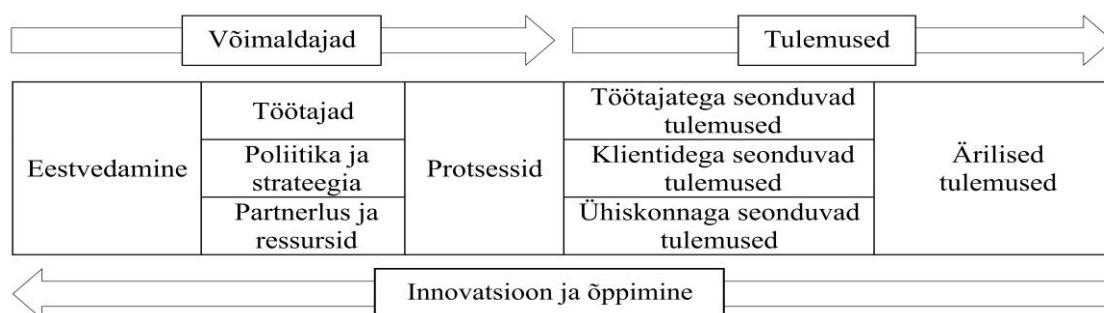 Võimaldajad
Tulemused
Eestvedamine
Töötajad
Poliitika ja
strateegia
Partnerlus ja
ressursid
Protsessid
Töötajatega seonduvad
tulemused
Klientidega seonduvad
tulemused
Ühiskonnaga seonduvad
tulemused
Ärilised
tulemused
Innovatsioon ja õppimine